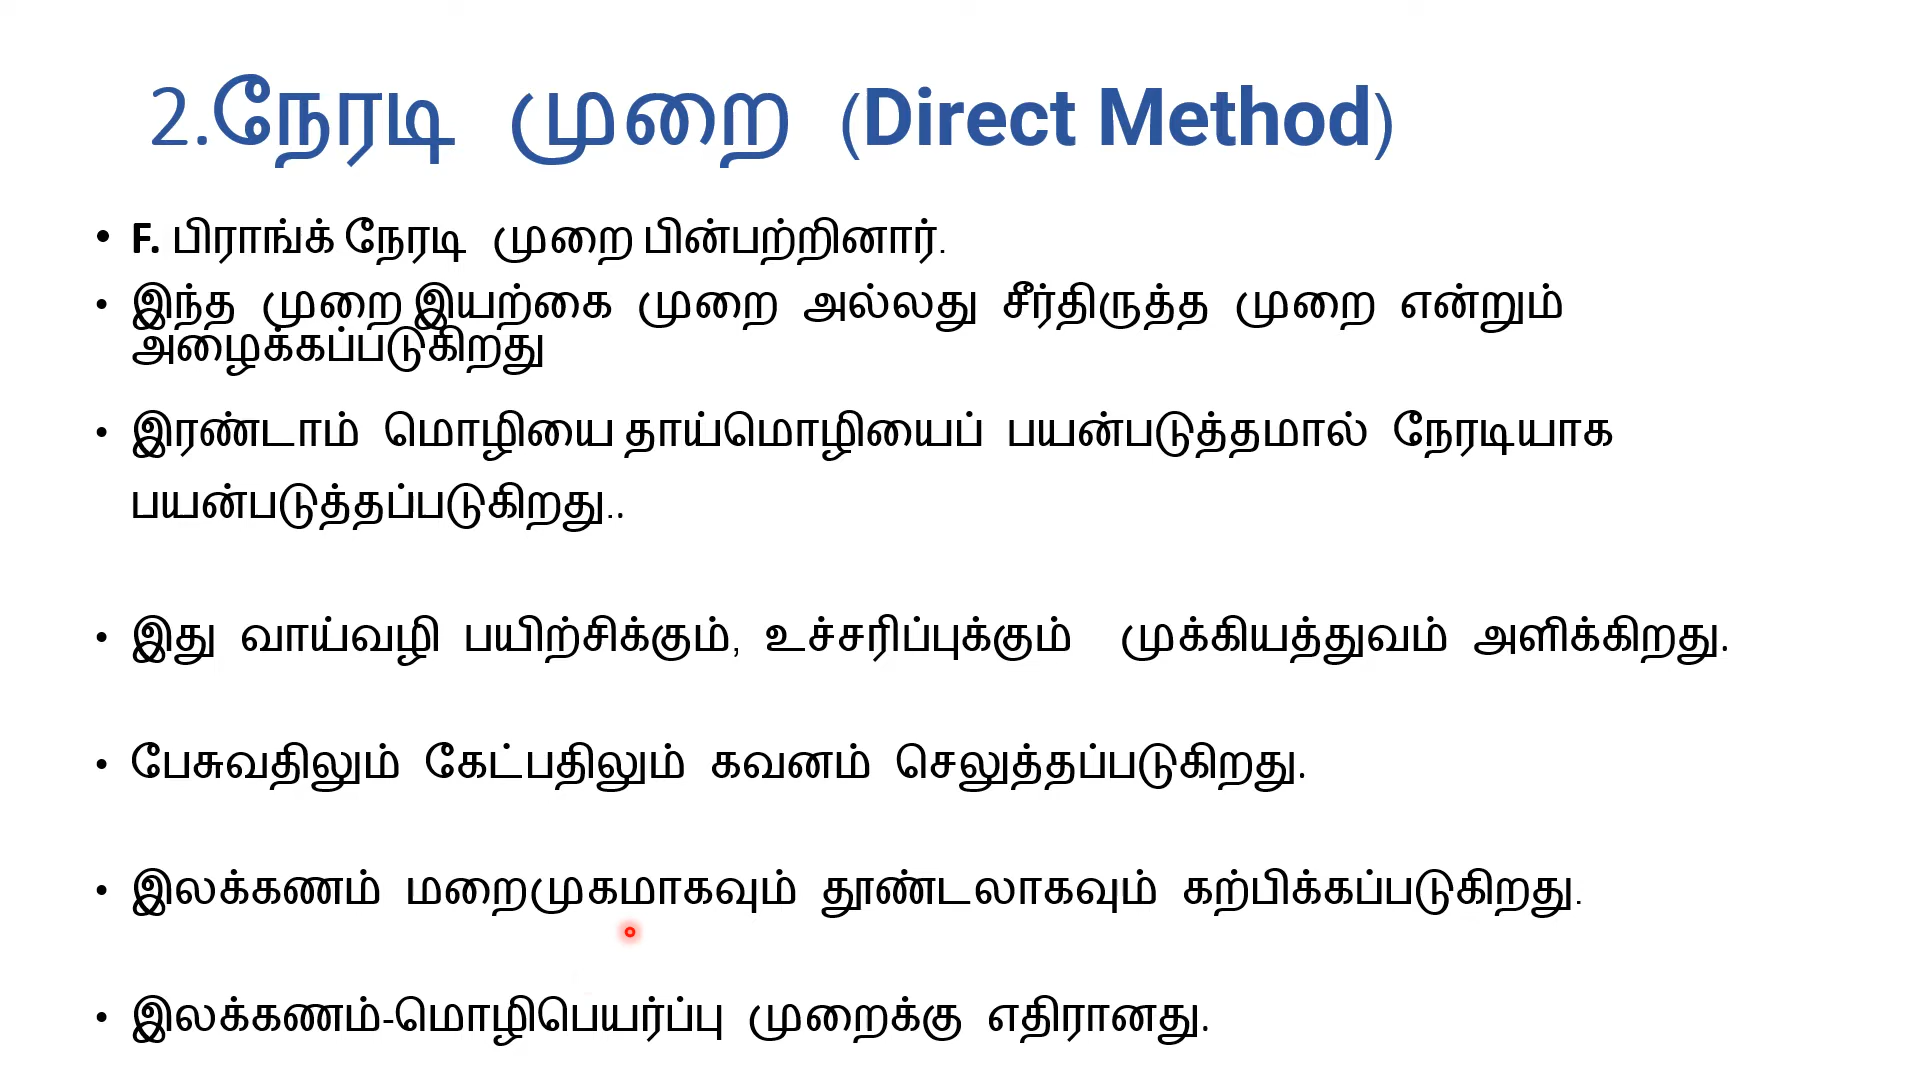 2.நேரடி முறை (Direct Method)
• F. பிராங்க் நேரடி முறை பின்பற்றினார்.
• இந்த முறை இயற்கை முறை அல்லது சீர்திருத்த முறை என்றும்
அழைக்கப்படுகிறது
• இரண்டாம் மொழியை தாய்மொழியைப் பயன்படுத்தமால் நேரடியாக
பயன்படுத்தப்படுகிறது..
• இது வாய்வழி பயிற்சிக்கும், உச்சரிப்புக்கும் முக்கியத்துவம் அளிக்கிறது.
• பேசுவதிலும் கேட்பதிலும் கவனம் செலுத்தப்படுகிறது.
• இலக்கணம் மறைமுகமாகவும் தூண்டலாகவும் கற்பிக்கப்படுகிறது.
• இலக்கணம்-மொழிபெயர்ப்பு முறைக்கு எதிரானது.